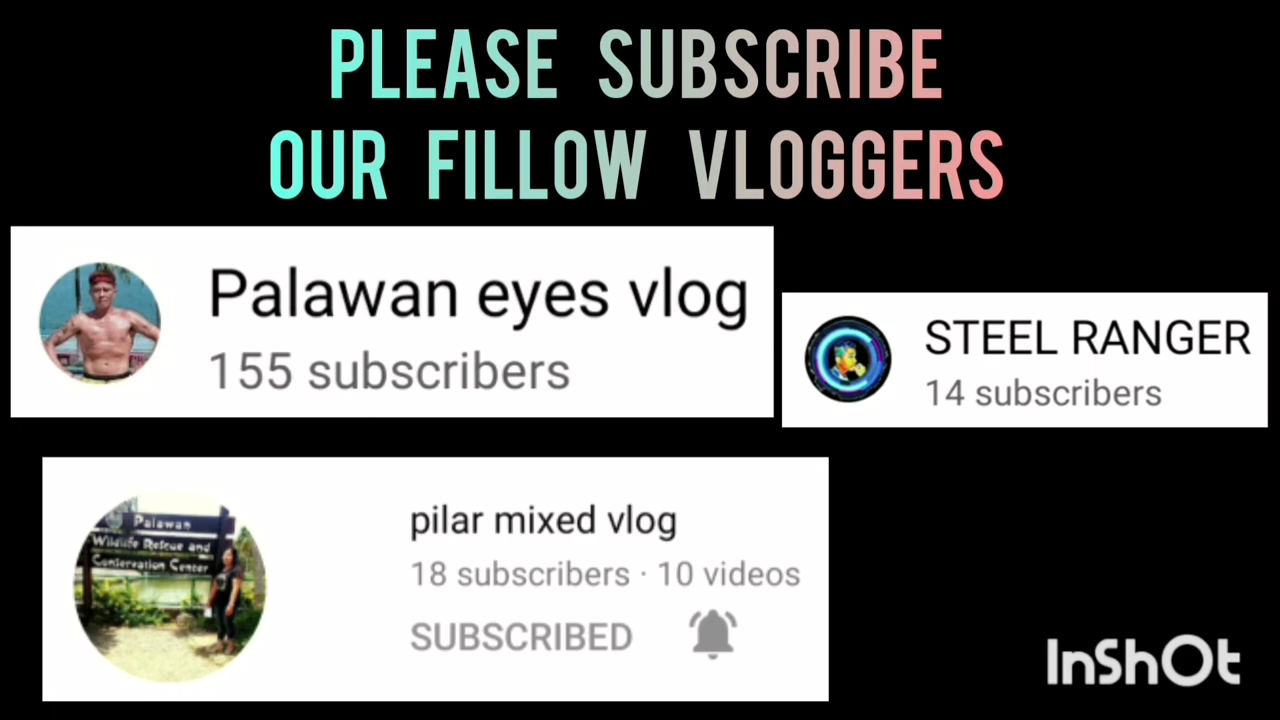 PLEASE SUBSCRIBE
OUR FILLOW VLOGGERS
Palawan eyes vlog
155 subscribers
STEEL RANGER
14 subscribers
Palawan
Wildlife Rescue and
Conservation Center
pilar mixed vlog
18 subscribers · 10 videos
SUBSCRIBED
InShOt